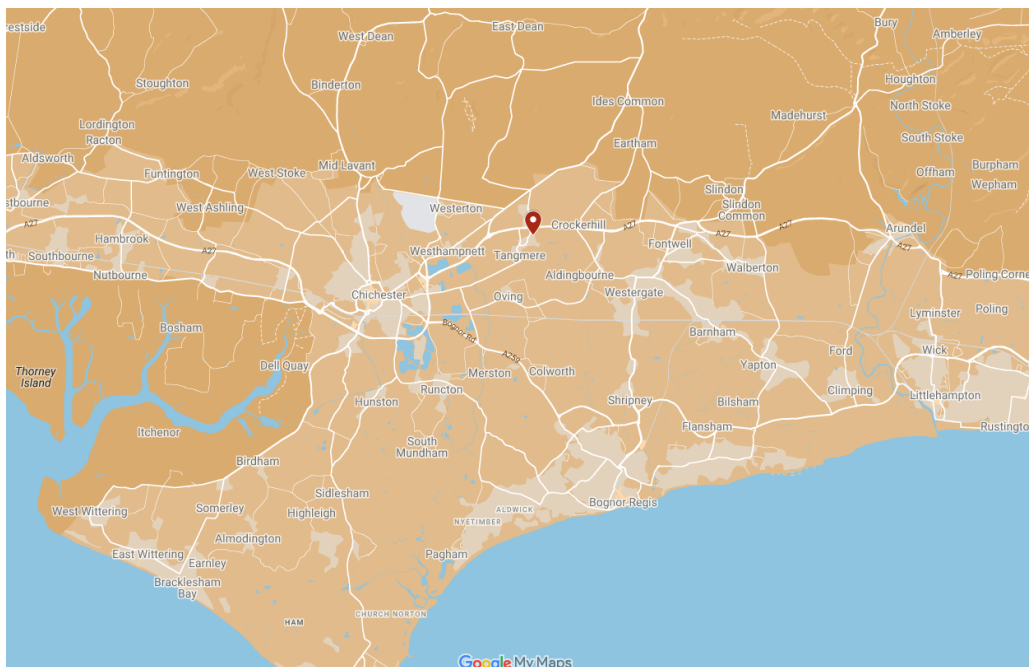 restside
West Dean
East Dean
Bury
Amberley
Stoughton
Binderton
Houghton
Ides Common
North Stoke
Madehurst
Lordington
Racton
Eartham
South Stoke
Aldsworth
Mid Lavant
Burpham
Funtington
West Stoke
Offham
Wepham
Slindon
stbourne
West Ashling
Westerton
Slindon
Common
A27
Crockerhill
A27
A27
A27
Arundel
Hambrook
A27
Fontwell
A27
th
Southbourne
Westhampnett
Tangmere
Walberton
Nutbourne
Aldingbourne
A27
Poling Corner
Chichester
Oving
Westergate
Poling
Lyminster
Bosham
Bognor Rd
Barnham
A259
Ford
Wick
Dell Quay
Yapton
Thorney
Island
Merston
Colworth
Runcton
Climping
Littlehampton
Hunston
Shripney
Bilsham
Itchenor
Flansham
Rustington
South
Mundham
Birdham
Sidlesham
Bognor Regis
West Wittering
Somerley
Highleigh
ALDWICK
NYETIMBER
Almodington
East Wittering
Earnley
Pagham
Bracklesham
Bay
CHURCH NORTON
HAM
Google My Maps